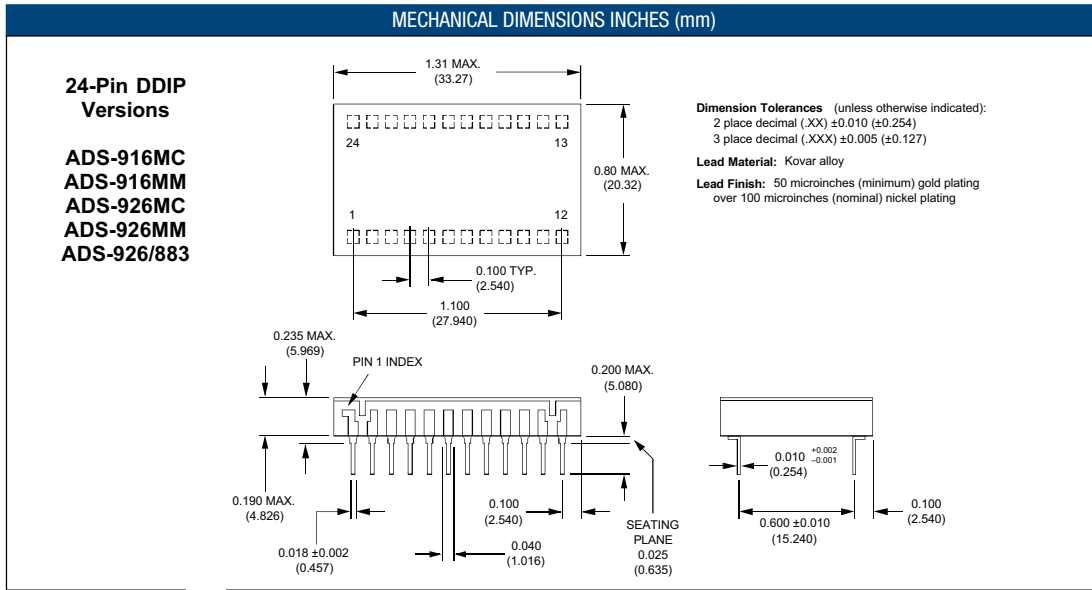 MECHANICAL DIMENSIONS INCHES (mm)
24-Pin DDIP
Versions
ADS-916MC
ADS-916MM
ADS-926MC
ADS-926MM
ADS-926/883
1.31 MAX.
(33.27)
24
13
1
12
0.80 MAX.
(20.32)
0.100 TYP.
(2.540)
1.100
(27.940)
Dimension Tolerances (unless otherwise indicated):
2 place decimal (.XX) ±0.010 (±0.254)
3 place decimal (.XXX) ±0.005 (±0.127)
Lead Material: Kovar alloy
Lead Finish: 50 microinches (minimum) gold plating
over 100 microinches (nominal) nickel plating
0.235 MAX.
(5.969)
PIN 1 INDEX
0.200 MAX.
(5.080)
0.190 MAX.
(4.826)
0.018 ±0.002
(0.457)
0.040
(1.016)
0.100
(2.540)
SEATING
PLANE
0.025
(0.635)
0.010 +0.002 –0.001
(0.254)
0.600 ±0.010
(15.240)
0.100
(2.540)